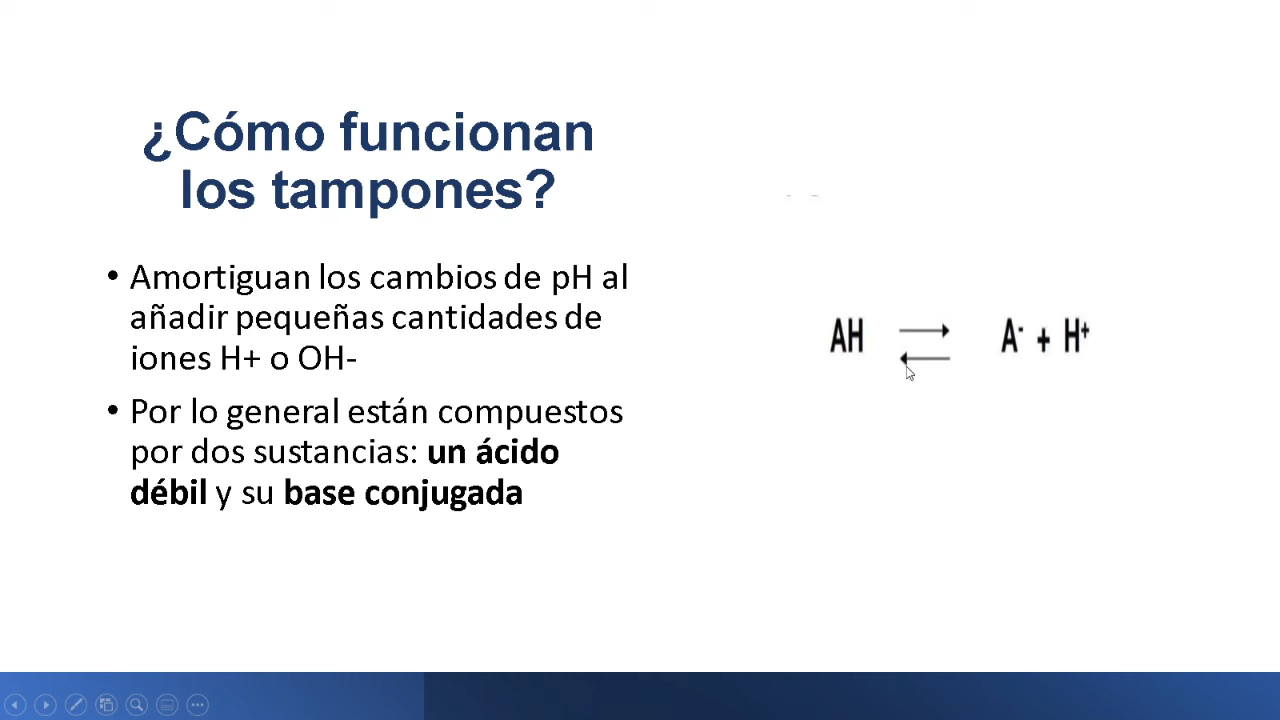 ¿Cómo funcionan
los tampones?
• Amortiguan los cambios de pH al
añadir pequeñas cantidades de
iones H+ o OH-
• Por lo general están compuestos
por dos sustancias: un ácido
débil y su base conjugada
AH ⇄ A⁻ + H⁺